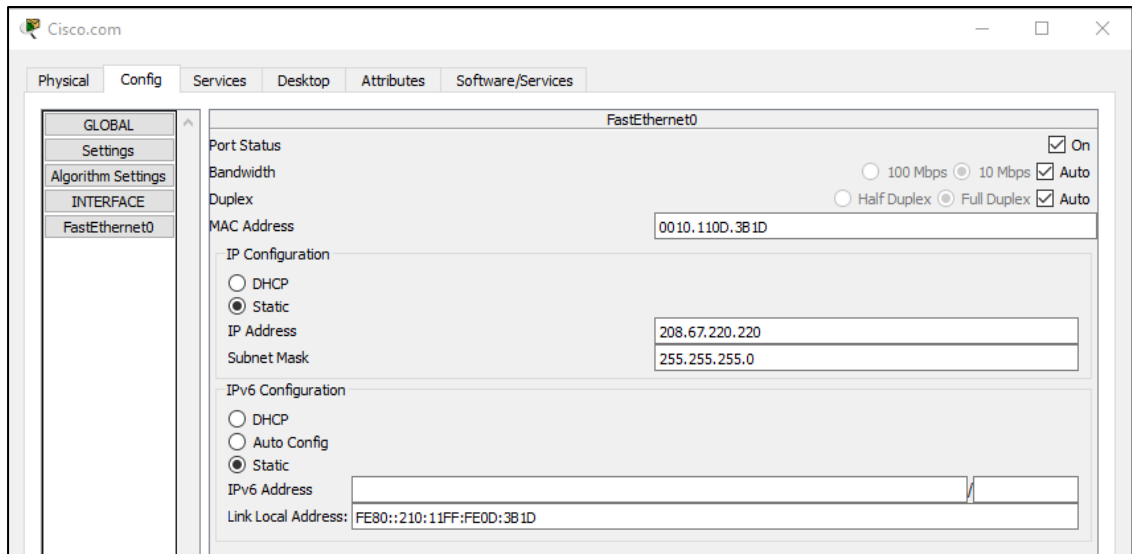 Cisco.com
Physical Config Services Desktop Attributes Software/Services
GLOBAL
Settings
Algorithm Settings
INTERFACE
FastEthernet0
FastEthernet0
Port Status On
Bandwidth 100 Mbps 10 Mbps Auto
Duplex Half Duplex Full Duplex Auto
MAC Address 0010.110D.3B1D
IP Configuration
DHCP
Static
IP Address 208.67.220.220
Subnet Mask 255.255.255.0
IPv6 Configuration
DHCP
Auto Config
Static
IPv6 Address /
Link Local Address: FE80::210:11FF:FE0D:3B1D